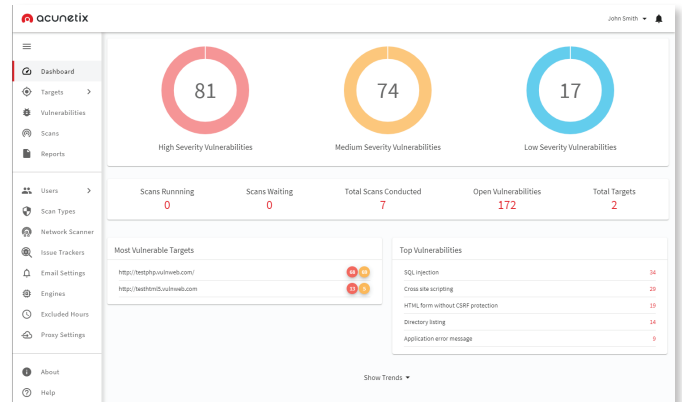 acunetix
John Smith
Dashboard
Targets
Vulnerabilities
Scans
Reports
Users
Scan Types
Network Scanner
Issue Trackers
Email Settings
Engines
Excluded Hours
Proxy Settings
About
Help
81
High Severity Vulnerabilities
74
Medium Severity Vulnerabilities
17
Low Severity Vulnerabilities
Scans Runnning
0
Scans Waiting
0
Total Scans Conducted
7
Open Vulnerabilities
172
Total Targets
2
Most Vulnerable Targets
http://testphp.vulnweb.com/
http://testhtml5.vulnweb.com
Top Vulnerabilities
SQL injection 34
Cross site scripting 29
HTML form without CSRF protection 19
Directory listing 14
Application error message 9
Show Trends